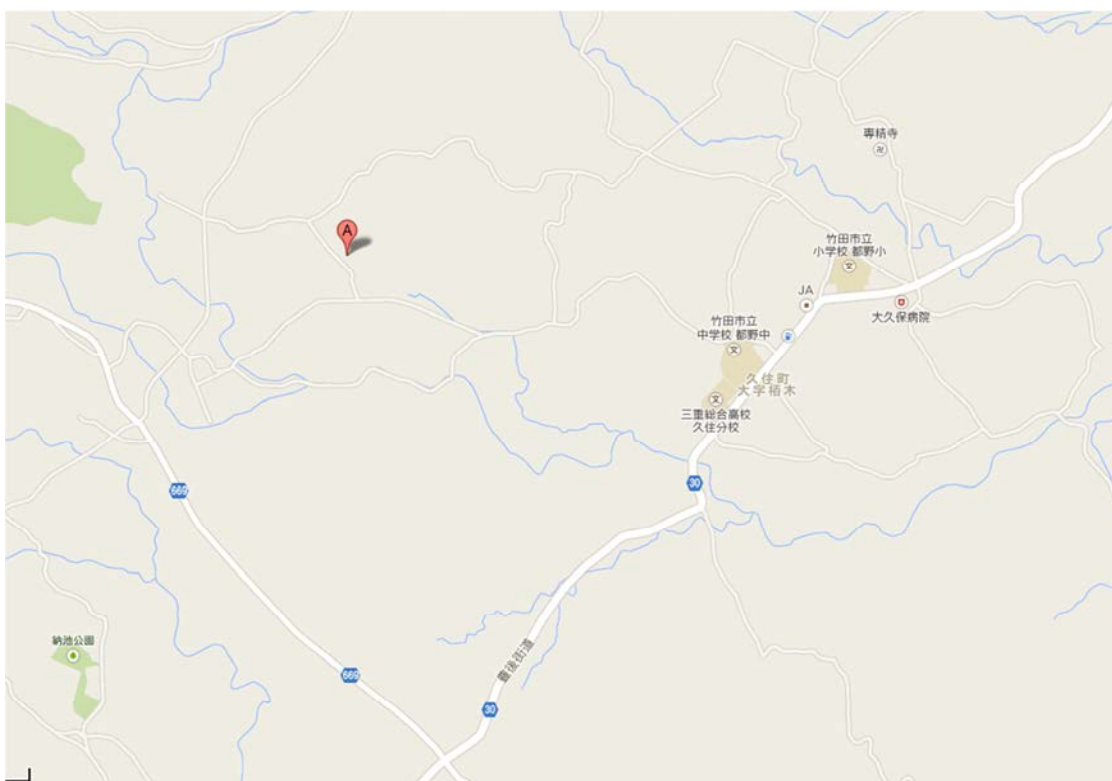 専精寺
A
竹田市立
小学校 都野小
JA
大久保病院
竹田市立
中学校 都野中
久住町
大字栢木
三重総合高校
久住分校
669
30
納池公園
豊後街道
669
30